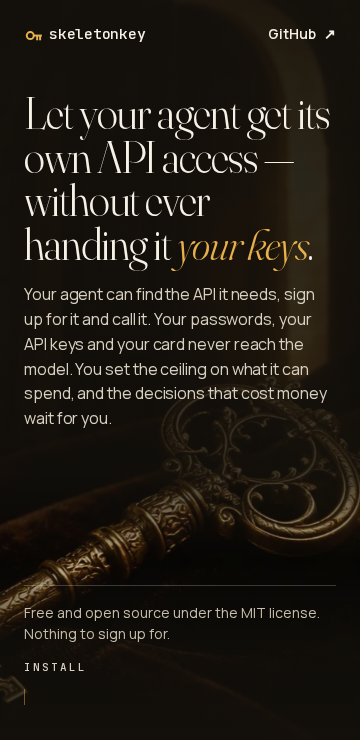 skeletonkey
GitHub ↗
Let your agent get its
own API access —
without ever
handing it your keys.
Your agent can find the API it needs, sign
up for it and call it. Your passwords, your
API keys and your card never reach the
model. You set the ceiling on what it can
spend, and the decisions that cost money
wait for you.
Free and open source under the MIT license.
Nothing to sign up for.
INSTALL